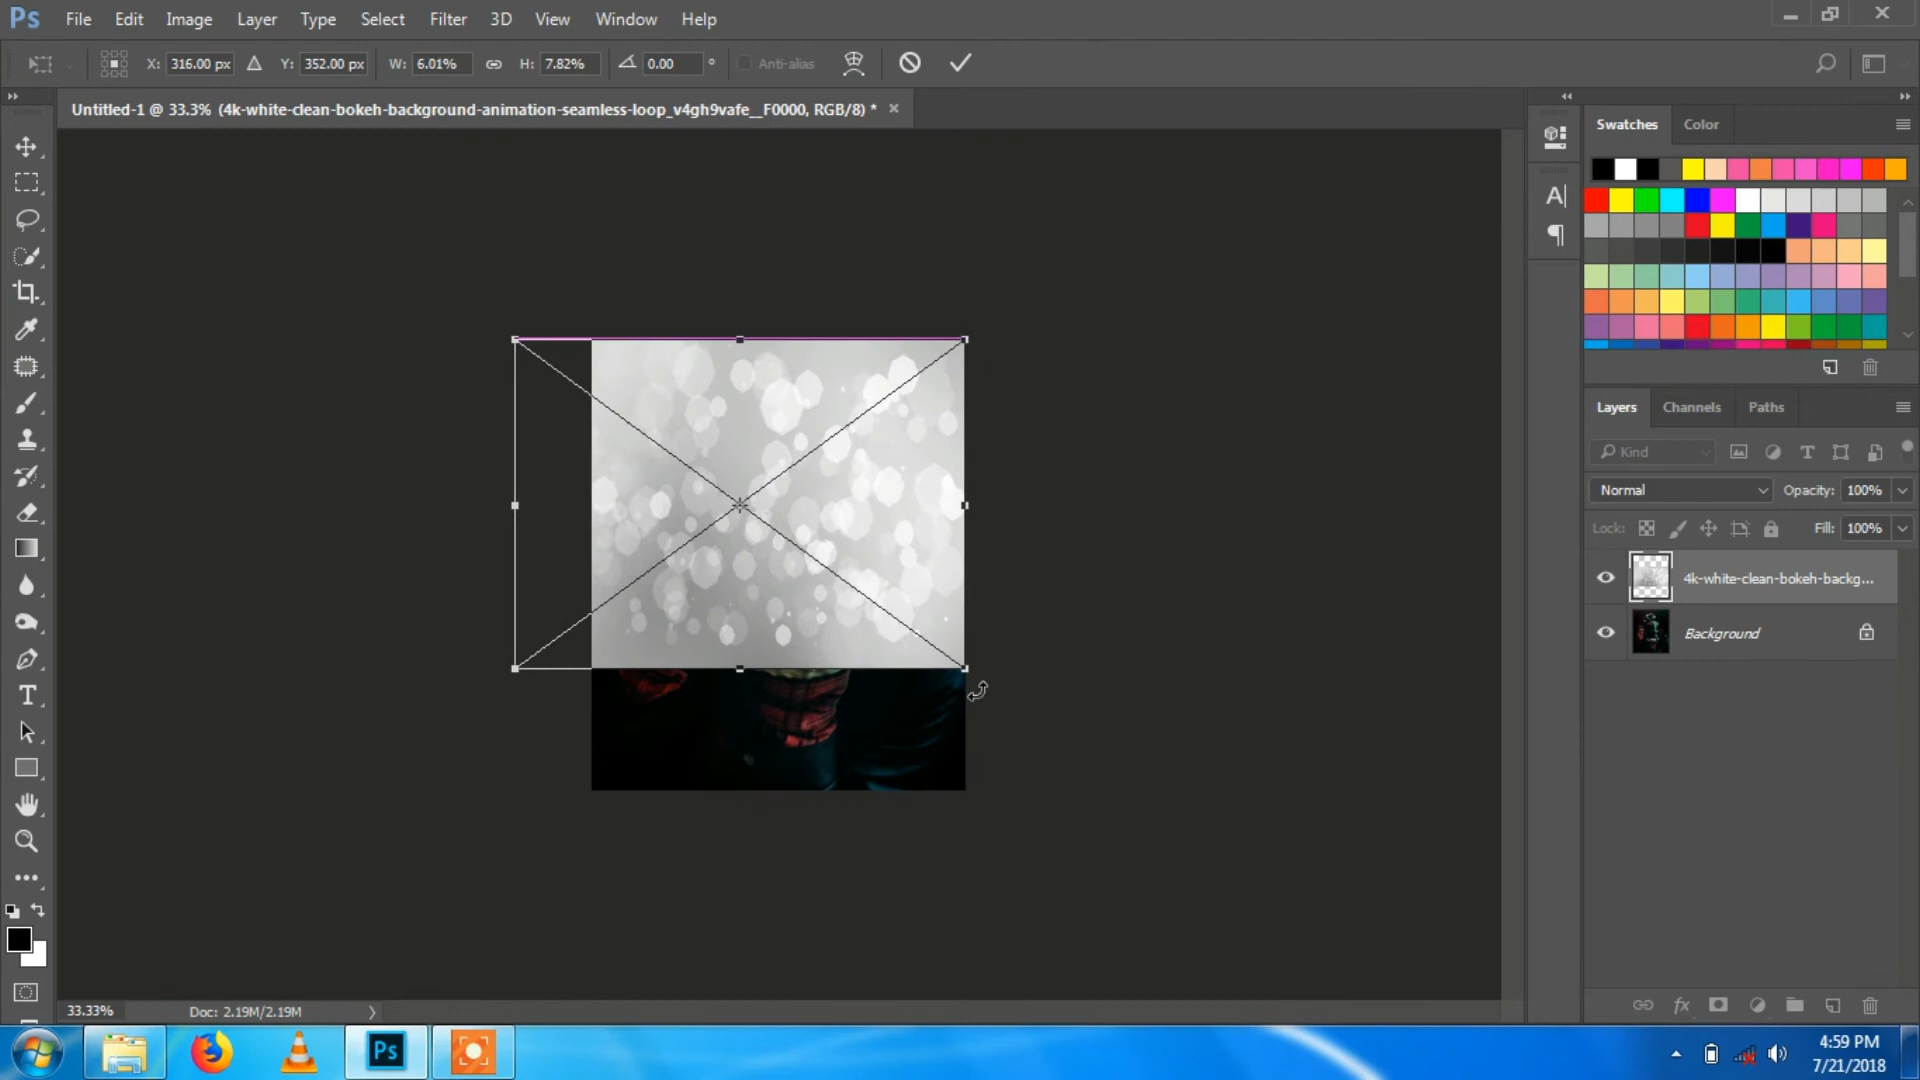 Ps File Edit Image Layer Type Select Filter 3D View Window Help
X: 316.00 px Y: 352.00 px W: 6.01% H: 7.82% 0.00 ° Anti-alias
Untitled-1 @ 33.3% (4k-white-clean-bokeh-background-animation-seamless-loop_v4gh9vafe__F0000, RGB/8) *
Swatches Color
Layers Channels Paths
Kind
Normal Opacity: 100%
Lock: Fill: 100%
4k-white-clean-bokeh-backg...
Background
33.33% Doc: 2.19M/2.19M
Ps
4:59 PM
7/21/2018